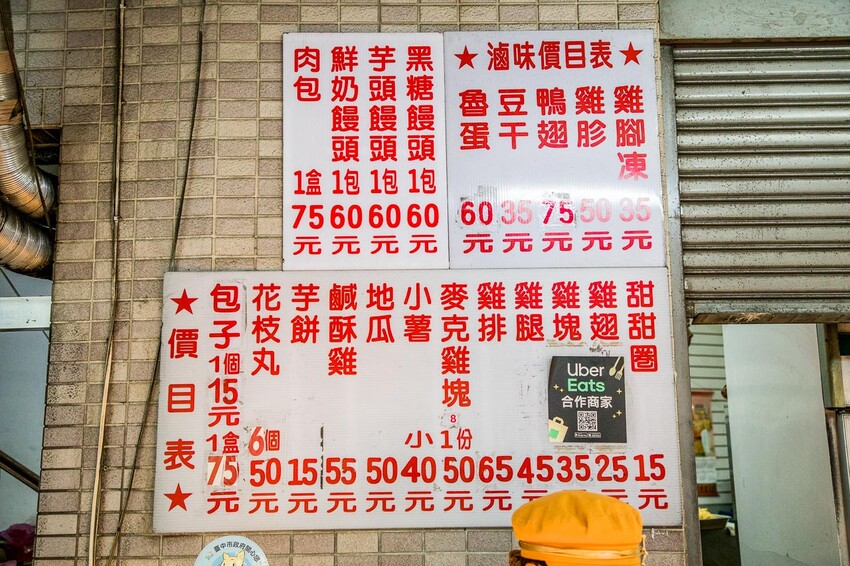 黑糖饅頭 1包 60元
芋頭饅頭 1包 60元
鮮奶饅頭 1包 60元
肉包 1盒 75元
★滷味價目表★
雞腳凍 35元
雞胗 50元
鴨翅 75元
豆干 35元
魯蛋 60元
★價目表★
包子 1個 15元 1盒 75元
花枝丸 6個 50元
芋餅 15元
鹹酥雞 55元
地瓜 50元
小薯 小 40元
麥克雞塊 8 1份 50元
雞排 65元
雞腿 45元
雞塊 35元
雞翅 25元
甜甜圈 15元
Uber
Eats
合作商家
臺中市政府關心您